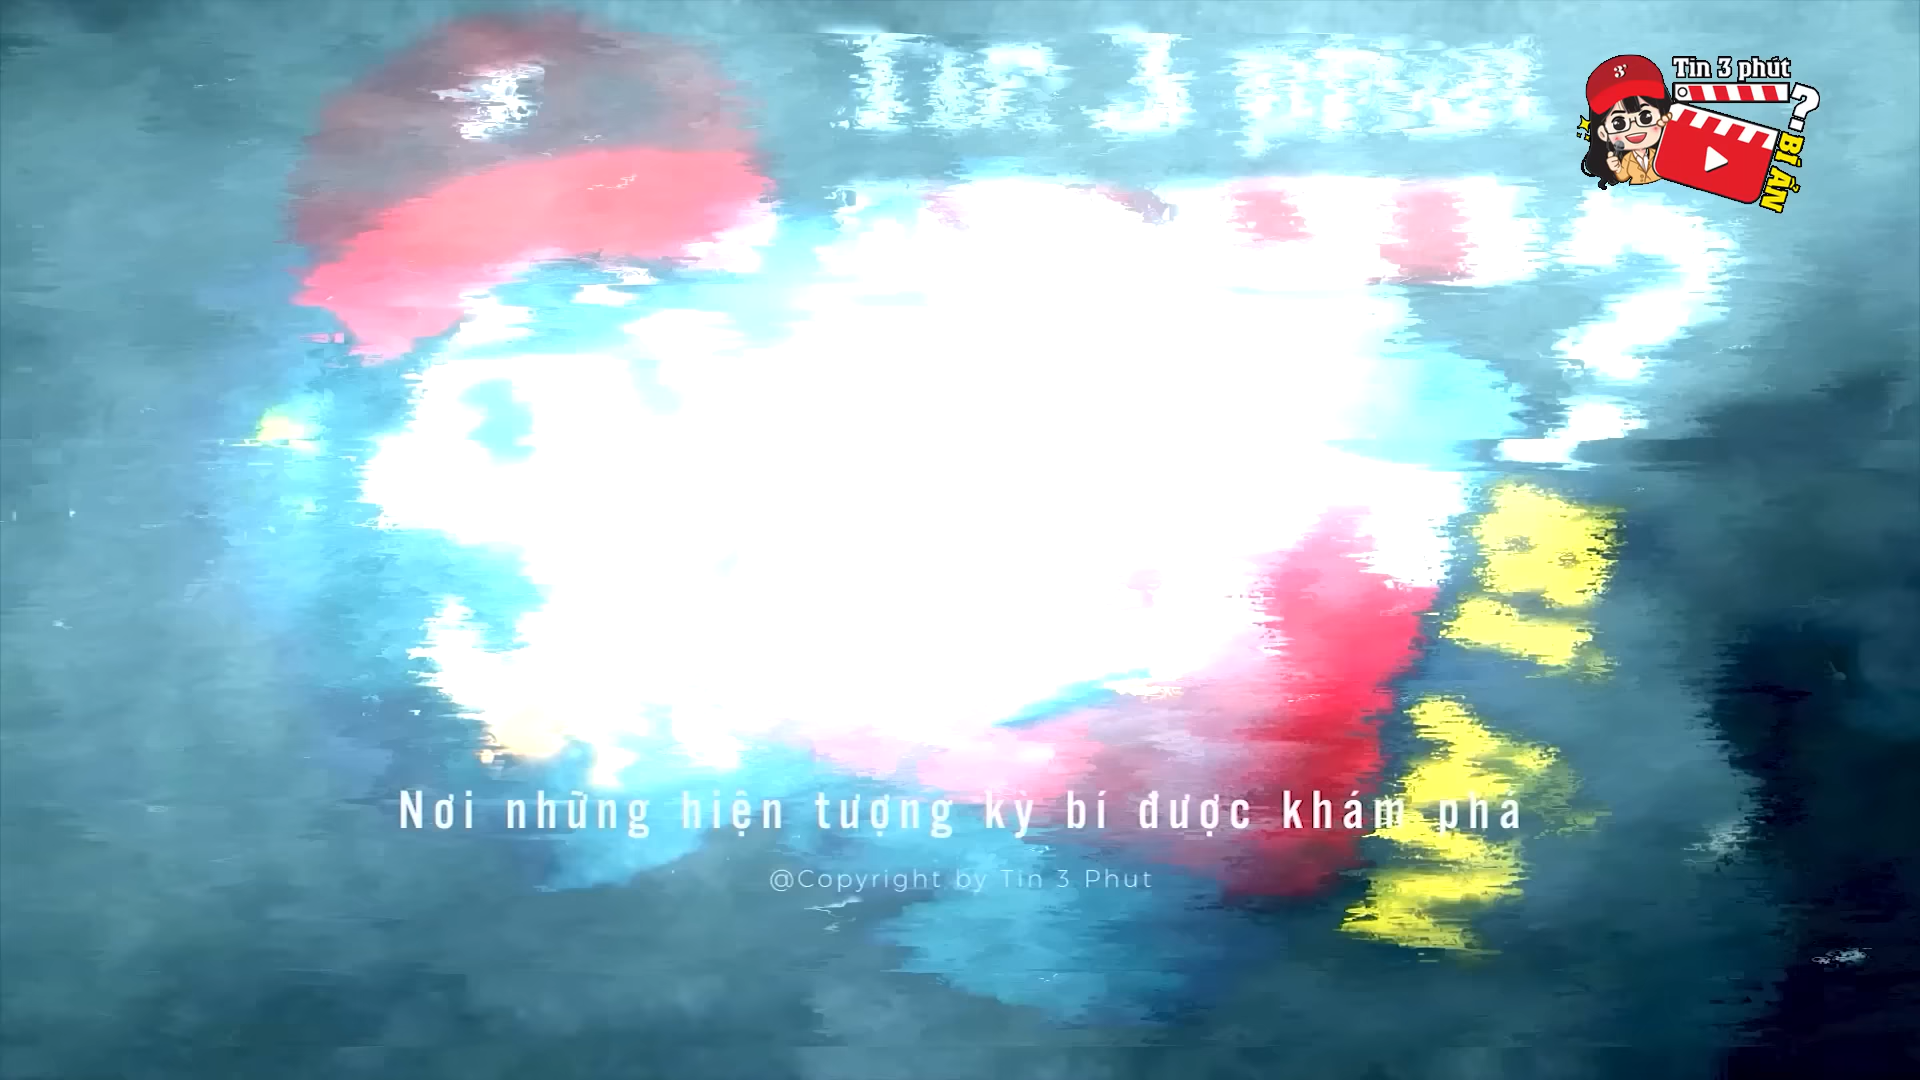 Tin 3 phút
3'
?
BÍ ẨN
Nơi những hiện tượng kỳ bí được khám phá
@Copyright by Tin 3 Phut